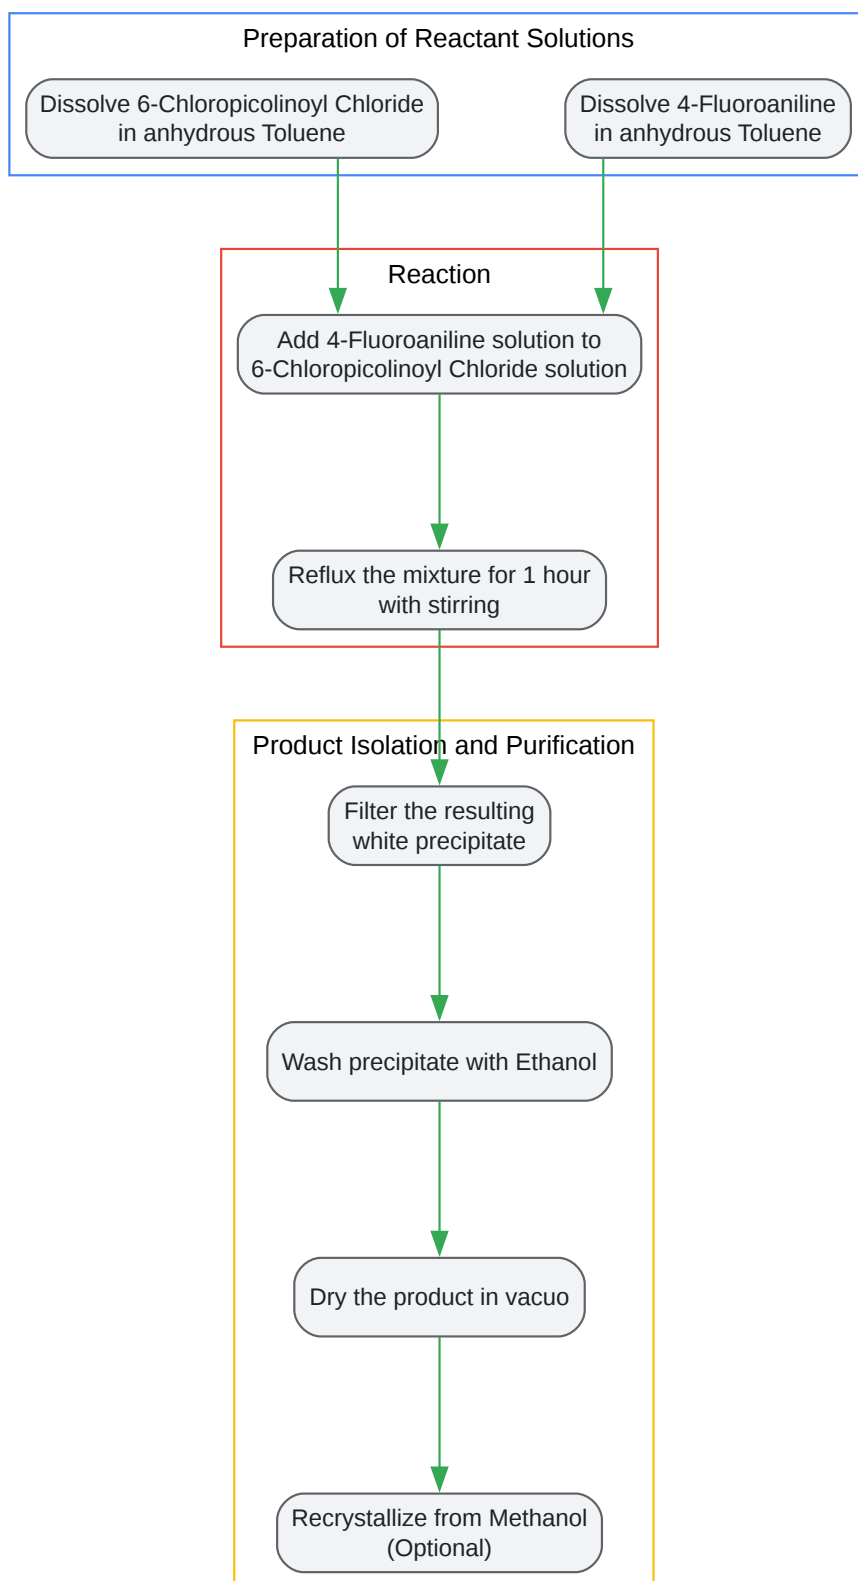 Preparation of Reactant Solutions
Dissolve 6-Chloropicolinoyl Chloride
in anhydrous Toluene
Dissolve 4-Fluoroaniline
in anhydrous Toluene
Reaction
Add 4-Fluoroaniline solution to
6-Chloropicolinoyl Chloride solution
Reflux the mixture for 1 hour
with stirring
Product Isolation and Purification
Filter the resulting
white precipitate
Wash precipitate with Ethanol
Dry the product in vacuo
Recrystallize from Methanol
(Optional)